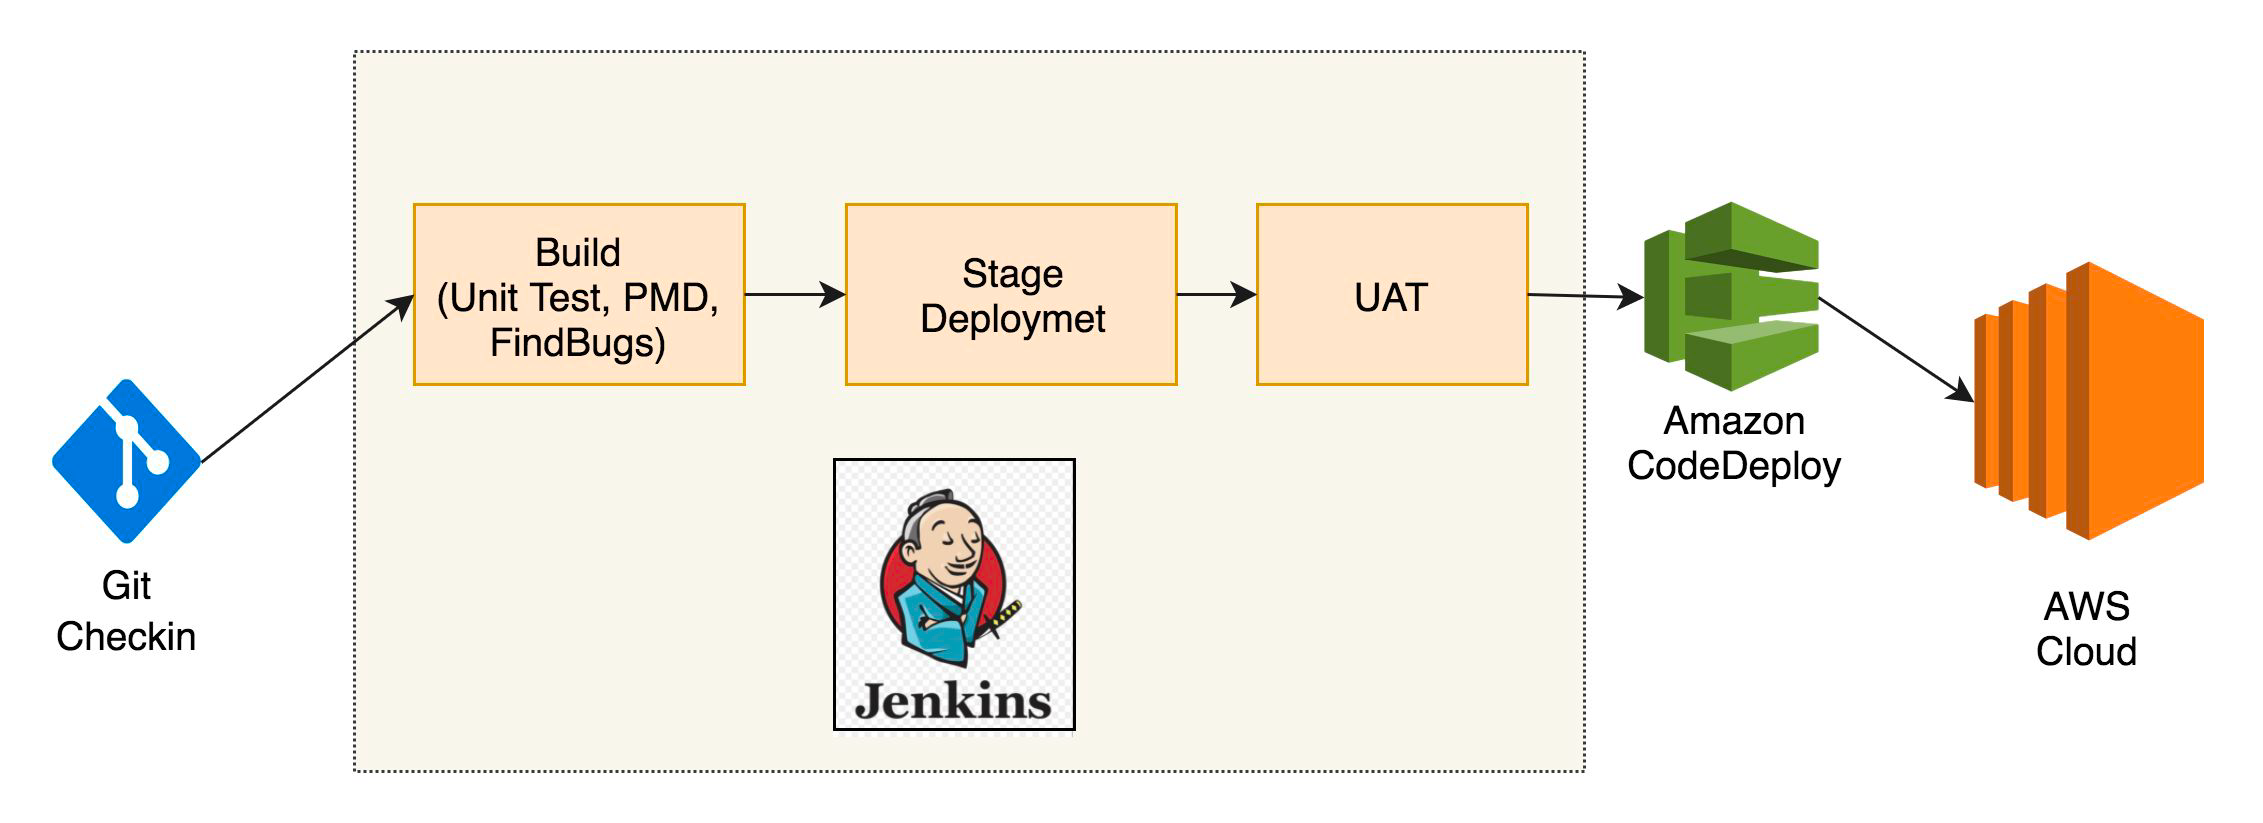 Build
(Unit Test, PMD,
FindBugs)
Stage
Deploymet
UAT
Amazon
CodeDeploy
Git
Checkin
Jenkins
AWS
Cloud